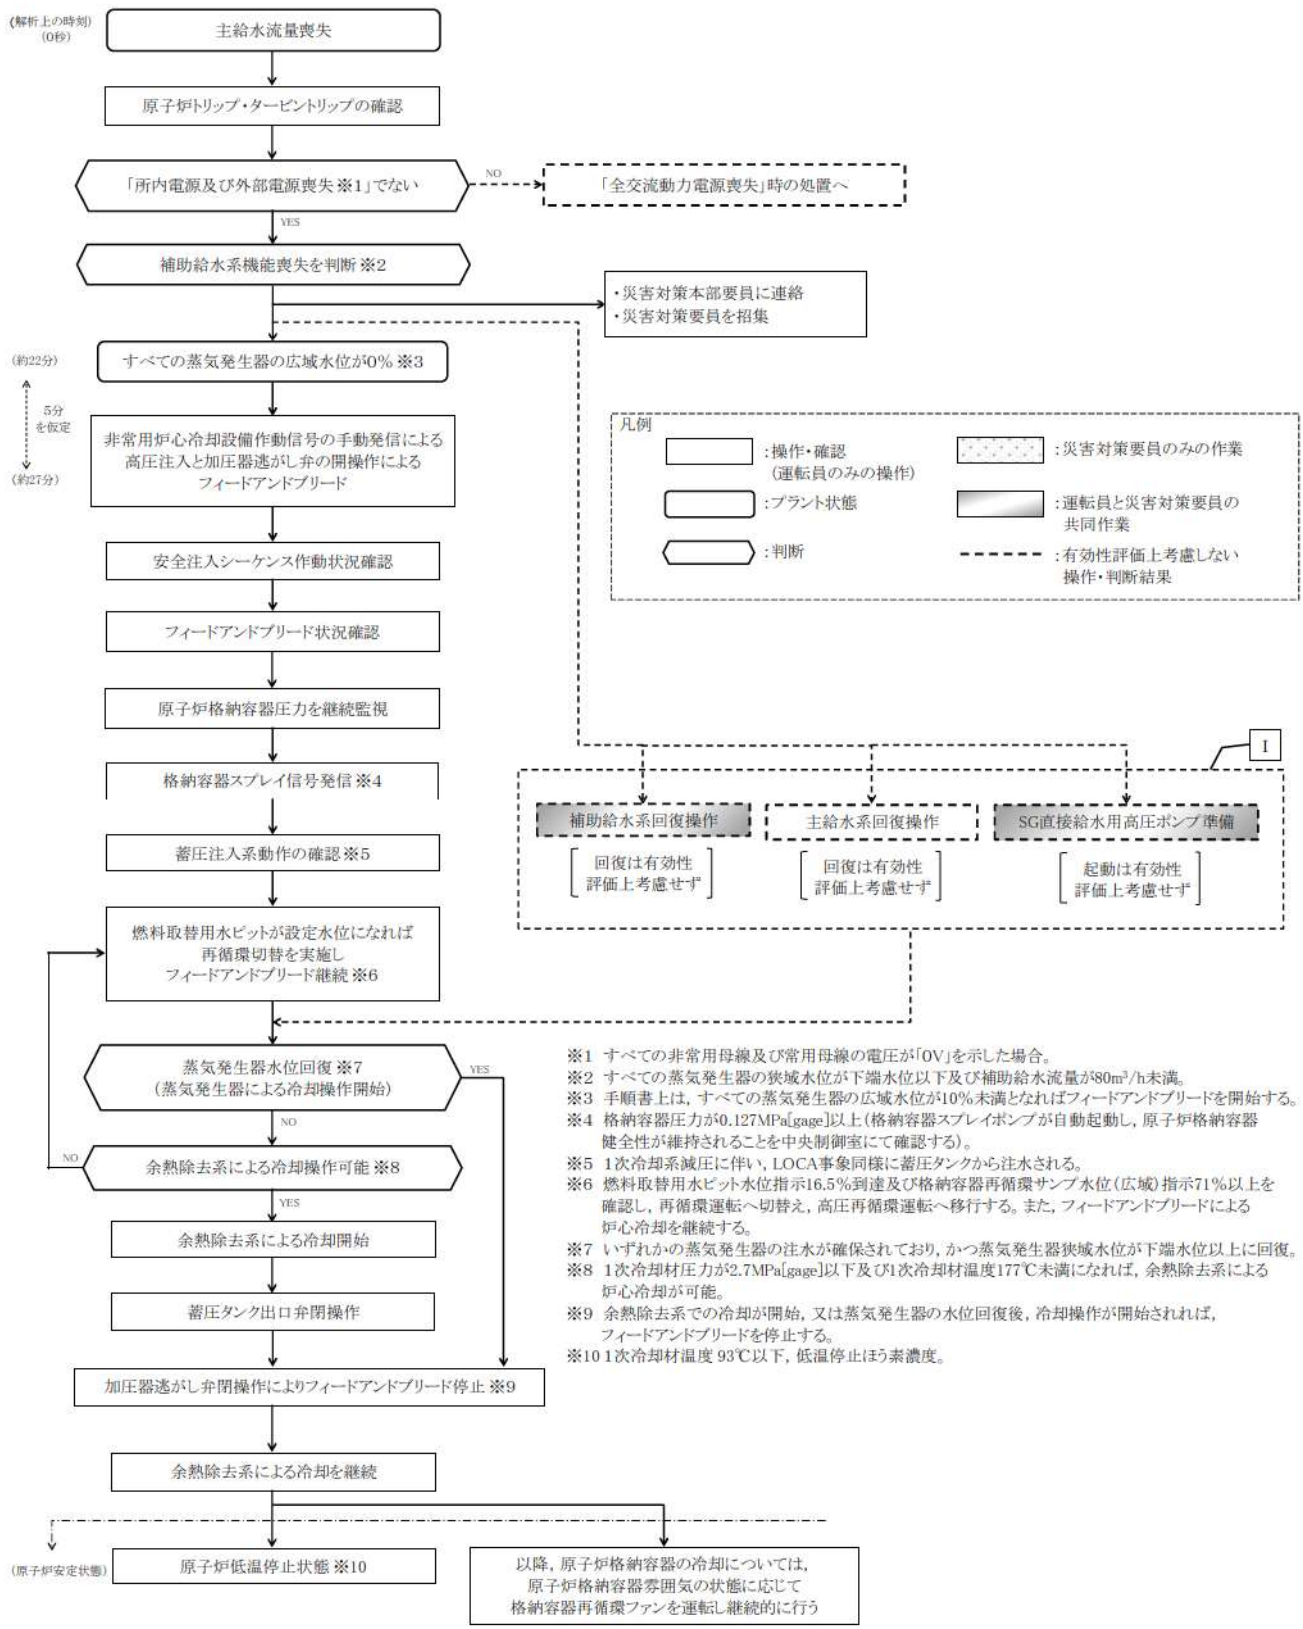 (解析上の時刻)
(0秒)
主給水流量喪失
原子炉トリップ・タービントリップの確認
「所内電源及び外部電源喪失※1」でない
NO
「全交流動力電源喪失」時の処置へ
YES
補助給水系機能喪失を判断※2
・災害対策本部要員に連絡
・災害対策要員を招集
(約22分)
すべての蒸気発生器の広域水位が0%※3
5分
を仮定
(約27分)
非常用炉心冷却設備作動信号の手動発信による
高圧注入と加圧器逃がし弁の開操作による
フィードアンドブリード
凡例
:操作・確認
(運転員のみの操作)
:災害対策要員のみの作業
:プラント状態
:運転員と災害対策要員の
共同作業
:判断
:有効性評価上考慮しない
操作・判断結果
安全注入シーケンス作動状況確認
フィードアンドブリード状況確認
原子炉格納容器圧力を継続監視
I
格納容器スプレイ信号発信※4
補助給水系回復操作
主給水系回復操作
SG直接給水用高圧ポンプ準備
蓄圧注入系動作の確認※5
回復は有効性
評価上考慮せず
回復は有効性
評価上考慮せず
起動は有効性
評価上考慮せず
燃料取替用水ピットが設定水位になれば
再循環切替を実施し
フィードアンドブリード継続※6
蒸気発生器水位回復※7
(蒸気発生器による冷却操作開始)
YES
NO
余熱除去系による冷却操作可能※8
NO
YES
余熱除去系による冷却開始
蓄圧タンク出口弁閉操作
加圧器逃がし弁閉操作によりフィードアンドブリード停止※9
※1 すべての非常用母線及び常用母線の電圧が「0V」を示した場合。
※2 すべての蒸気発生器の狭域水位が下端水位以下及び補助給水流量が80m³/h未満。
※3 手順書上は,すべての蒸気発生器の広域水位が10%未満となればフィードアンドブリードを開始する。
※4 格納容器圧力が0.127MPa[gage]以上(格納容器スプレイポンプが自動起動し,原子炉格納容器
健全性が維持されることを中央制御室にて確認する)。
※5 1次冷却系減圧に伴い,LOCA事象同様に蓄圧タンクから注水される。
※6 燃料取替用水ピット水位指示16.5%到達及び格納容器再循環サンプ水位(広域)指示71%以上を
確認し,再循環運転へ切替え,高圧再循環運転へ移行する。また,フィードアンドブリードによる
炉心冷却を継続する。
※7 いずれかの蒸気発生器の注水が確保されており,かつ蒸気発生器狭域水位が下端水位以上に回復。
※8 1次冷却材圧力が2.7MPa[gage]以下及び1次冷却材温度177℃未満になれば,余熱除去系による
炉心冷却が可能。
※9 余熱除去系での冷却が開始,又は蒸気発生器の水位回復後,冷却操作が開始されれば,
フィードアンドブリードを停止する。
※10 1次冷却材温度 93℃以下,低温停止ほう素濃度。
余熱除去系による冷却を継続
(原子炉安定状態)
原子炉低温停止状態※10
以降,原子炉格納容器の冷却については,
原子炉格納容器雰囲気の状態に応じて
格納容器再循環ファンを運転し継続的に行う